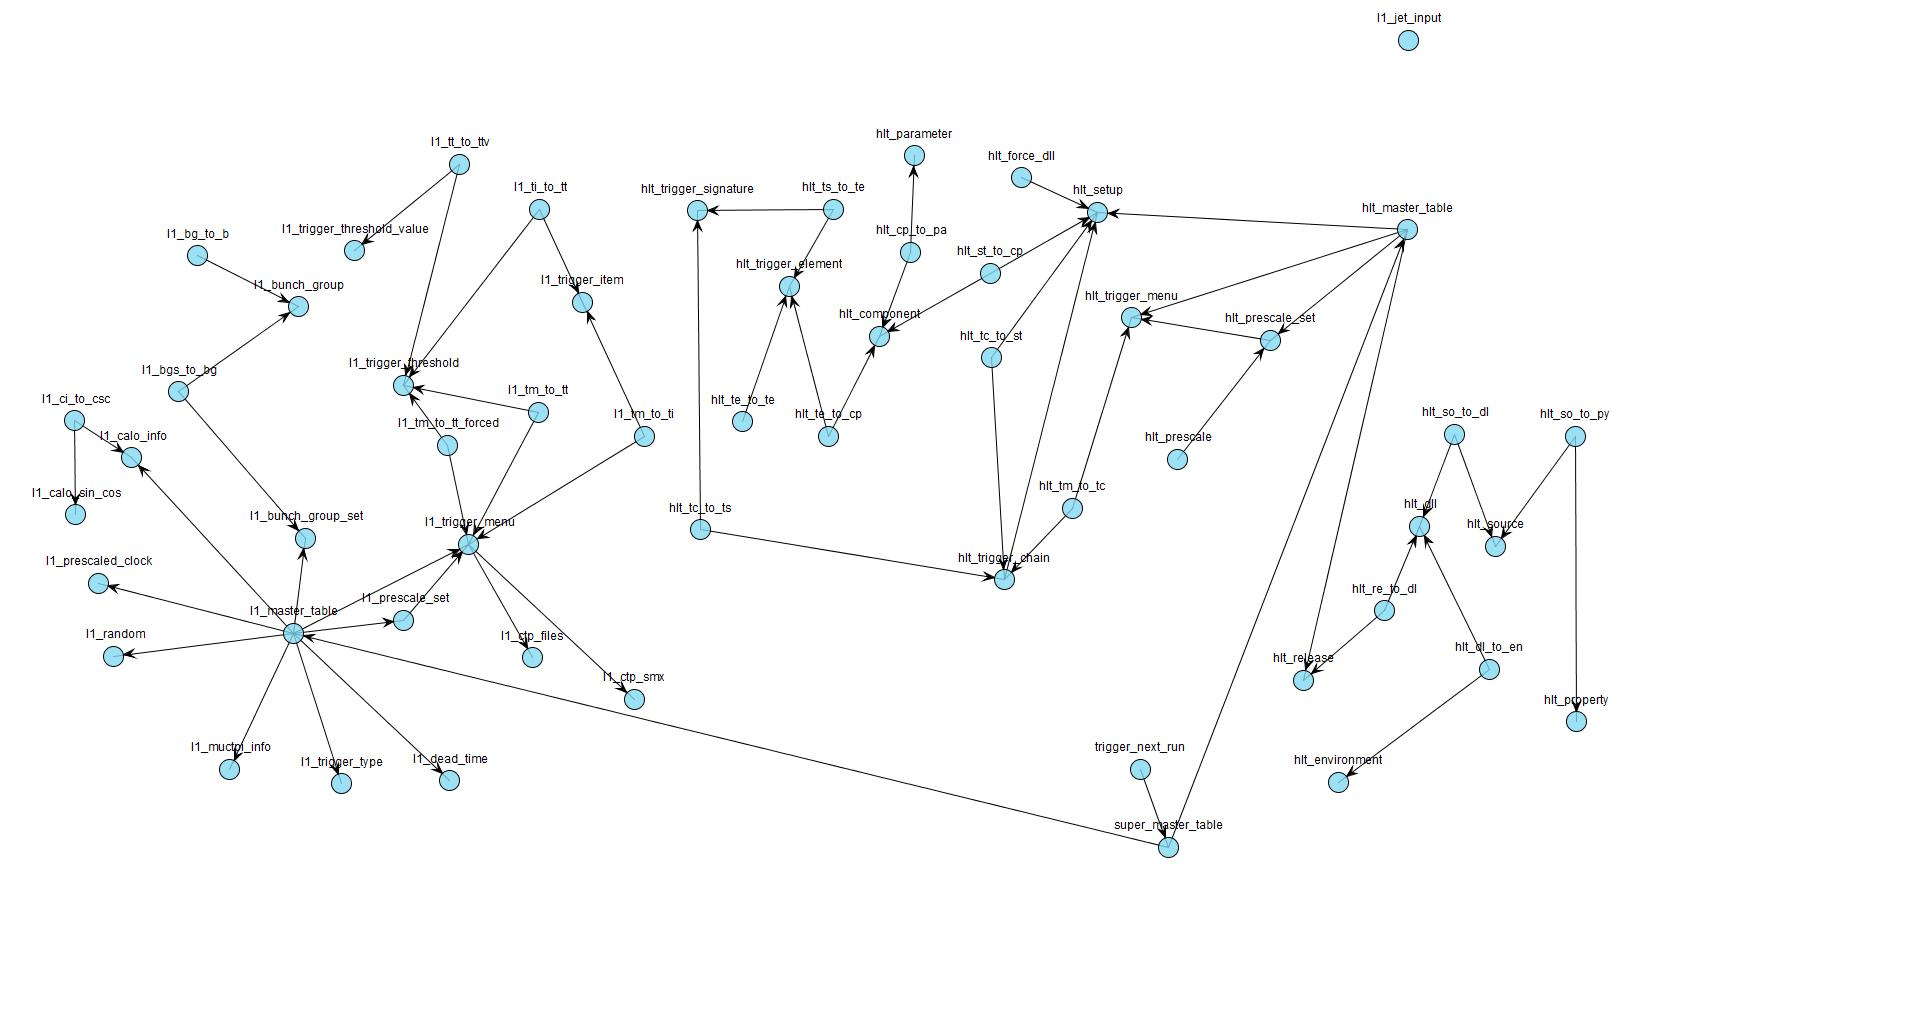 l1_jet_input
hlt_parameter
l1_tt_to_ttv
hlt_force_dll
l1_ti_to_tt
hlt_trigger_signature
hlt_ts_to_te
hlt_setup
hlt_master_table
l1_bg_to_b
l1_trigger_threshold_value
hlt_cp_to_pa
hlt_st_to_cp
hlt_trigger_element
l1_trigger_item
l1_bunch_group
hlt_trigger_menu
hlt_component
hlt_prescale_set
hlt_tc_to_st
l1_trigger_threshold
l1_bgs_to_bg
l1_tm_to_tt
l1_ci_to_csc
hlt_te_to_te
l1_tm_to_ti
hlt_te_to_cp
hlt_so_to_dl
hlt_so_to_py
l1_tm_to_tt_forced
l1_calo_info
hlt_prescale
l1_calo_sin_cos
hlt_tm_to_tc
hlt_dll
hlt_tc_to_ts
l1_bunch_group_set
l1_trigger_menu
hlt_source
l1_prescaled_clock
hlt_trigger_chain
hlt_re_to_dl
l1_prescale_set
l1_master_table
l1_random
l1_ctp_files
hlt_dl_to_en
hlt_release
l1_ctp_smx
hlt_property
l1_muctpi_info
trigger_next_run
l1_trigger_type
l1_dead_time
hlt_environment
super_master_table